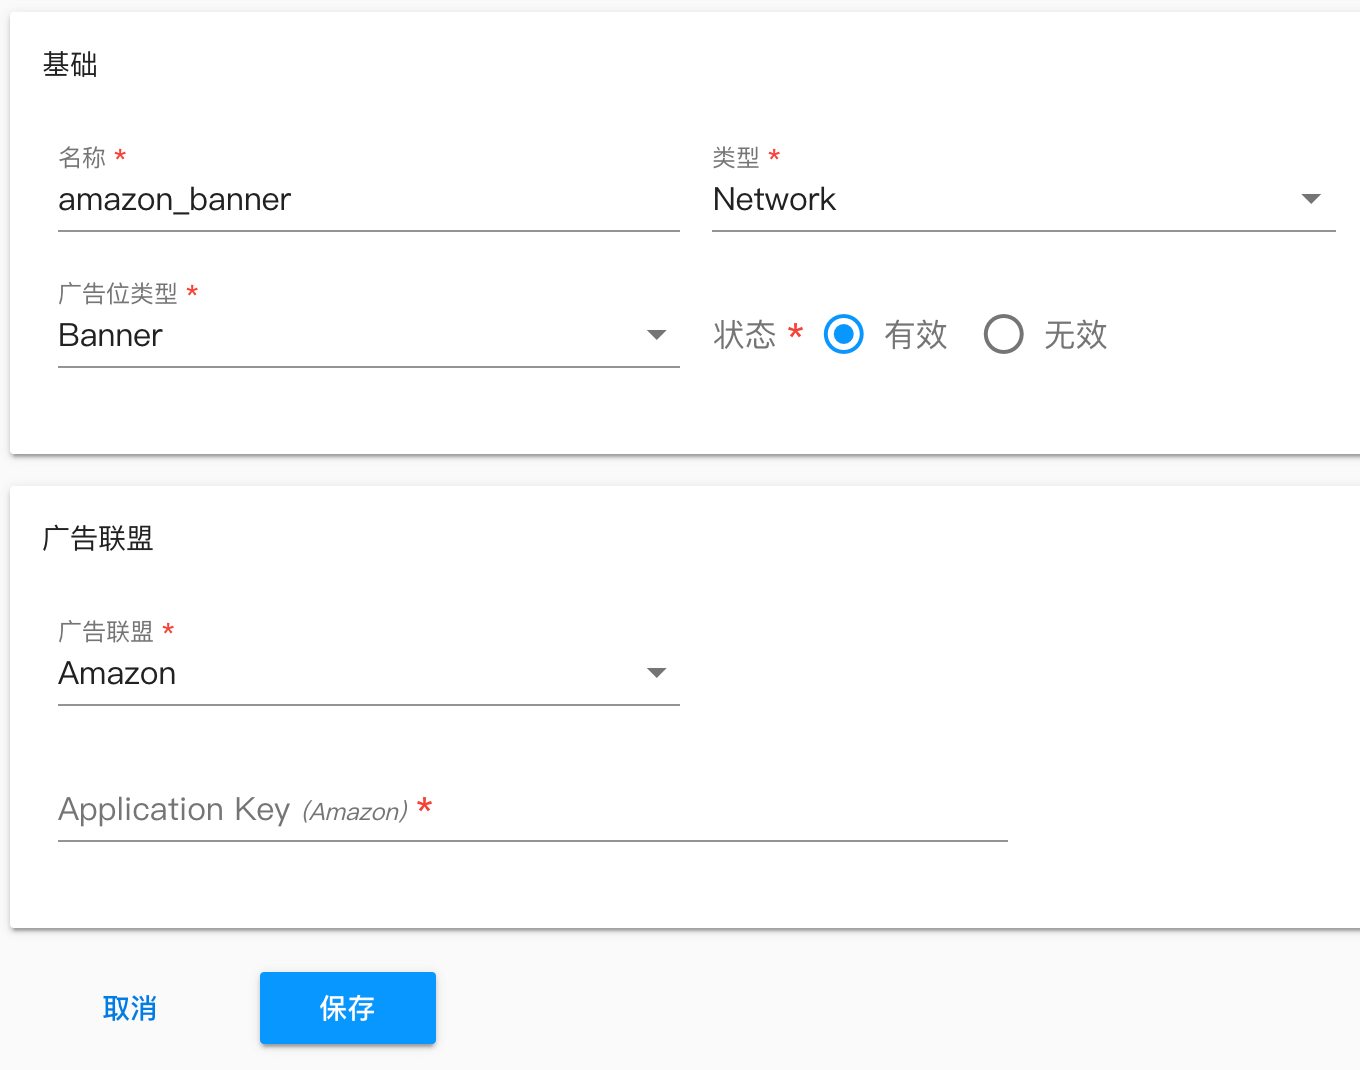 基础
名称 *
amazon_banner
类型 *
Network
广告位类型 *
Banner
状态 * 有效 无效
广告联盟
广告联盟 *
Amazon
Application Key (Amazon) *
取消
保存